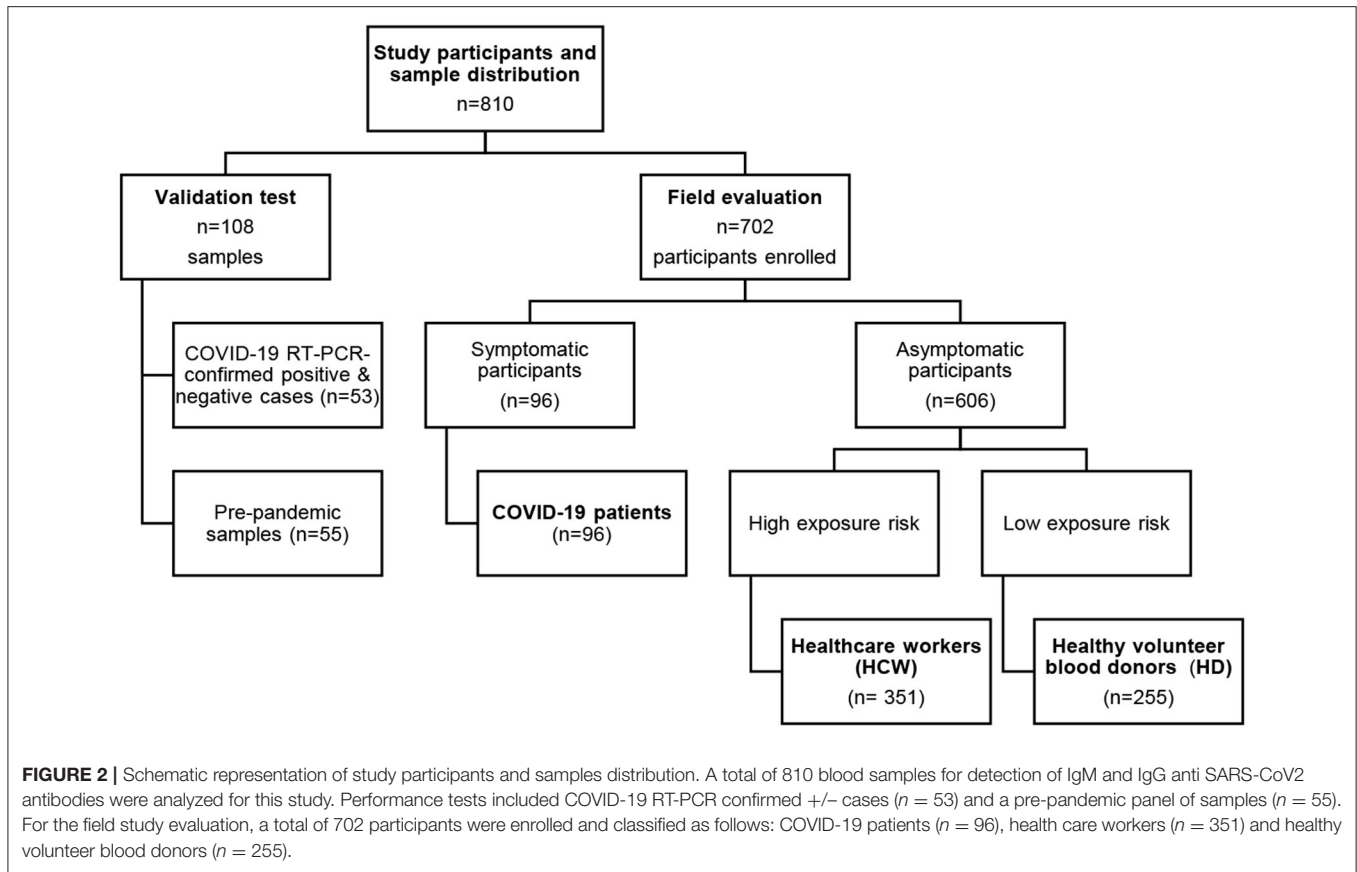 Study participants and
sample distribution
n=810
Validation test
n=108
samples
Field evaluation
n=702
participants enrolled
COVID-19 RT-PCR-
confirmed positive &
negative cases (n=53)
Pre-pandemic
samples (n=55)
Symptomatic
participants
(n=96)
COVID-19 patients
(n=96)
Asymptomatic
participants
(n=606)
High exposure risk
Low exposure risk
Healthcare workers
(HCW)
(n= 351)
Healthy volunteer
blood donors (HD)
(n=255)
FIGURE 2 | Schematic representation of study participants and samples distribution. A total of 810 blood samples for detection of IgM and IgG anti SARS-CoV2
antibodies were analyzed for this study. Performance tests included COVID-19 RT-PCR confirmed +/– cases (n = 53) and a pre-pandemic panel of samples (n = 55).
For the field study evaluation, a total of 702 participants were enrolled and classified as follows: COVID-19 patients (n = 96), health care workers (n = 351) and healthy
volunteer blood donors (n = 255).